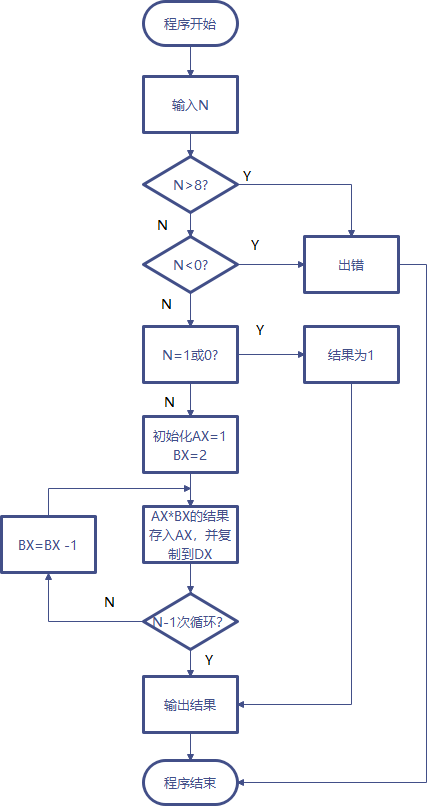 程序开始
输入N
N>8?
Y
N
N<0?
Y
出错
N
N=1或0?
Y
结果为1
N
初始化AX=1
BX=2
AX*BX的结果
存入AX，并复
制到DX
BX=BX -1
N
N-1次循环?
Y
输出结果
程序结束